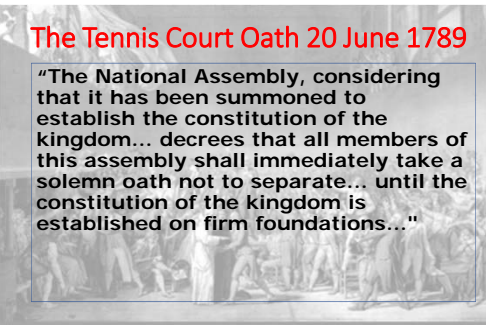 The Tennis Court Oath 20 June 1789
“The National Assembly, considering
that it has been summoned to
establish the constitution of the
kingdom... decrees that all members of
this assembly shall immediately take a
solemn oath not to separate... until the
constitution of the kingdom is
established on firm foundations..."